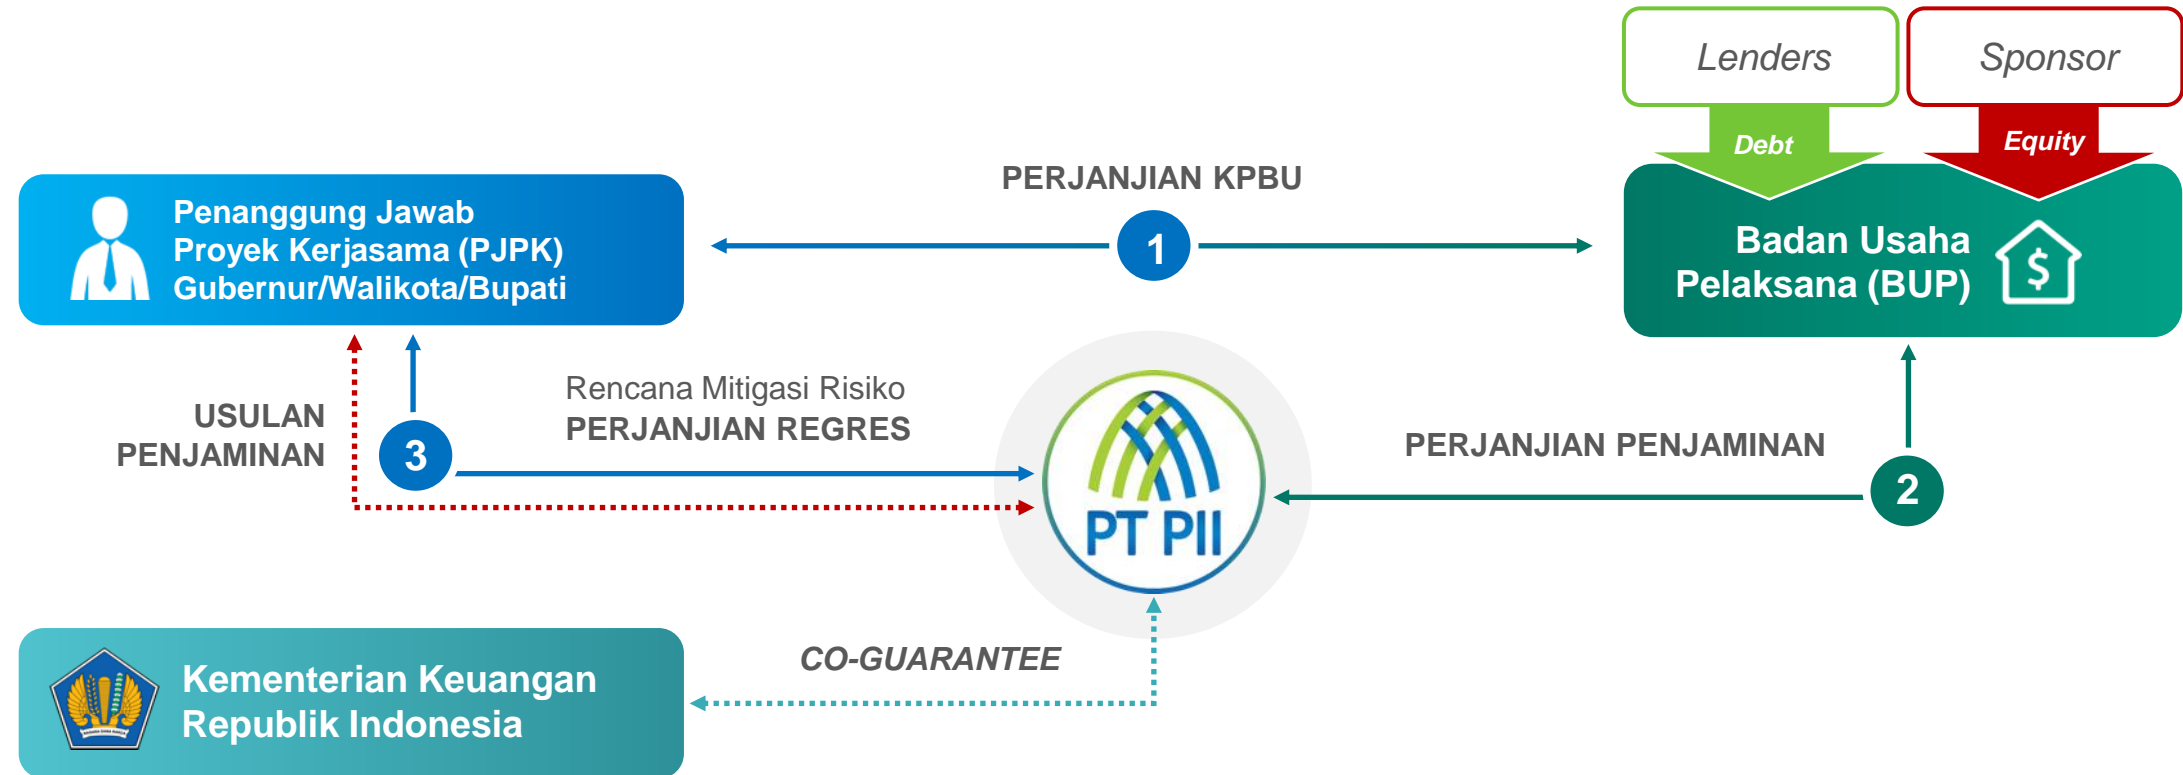 Lenders
Sponsor
Debt
Equity
PERJANJIAN KPBU
1
Penanggung Jawab
Proyek Kerjasama (PJPK)
Gubernur/Walikota/Bupati
Badan Usaha
Pelaksana (BUP)
$
USULAN
PENJAMINAN
3
Rencana Mitigasi Risiko
PERJANJIAN REGRES
PT PII
PERJANJIAN PENJAMINAN
2
CO-GUARANTEE
Kementerian Keuangan
Republik Indonesia